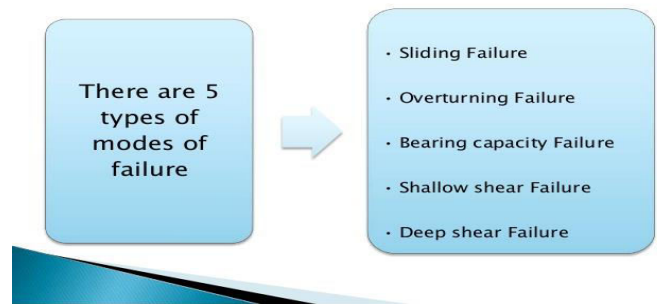 There are 5
types of
modes of
failure
· Sliding Failure
· Overturning Failure
· Bearing capacity Failure
· Shallow shear Failure
· Deep shear Failure